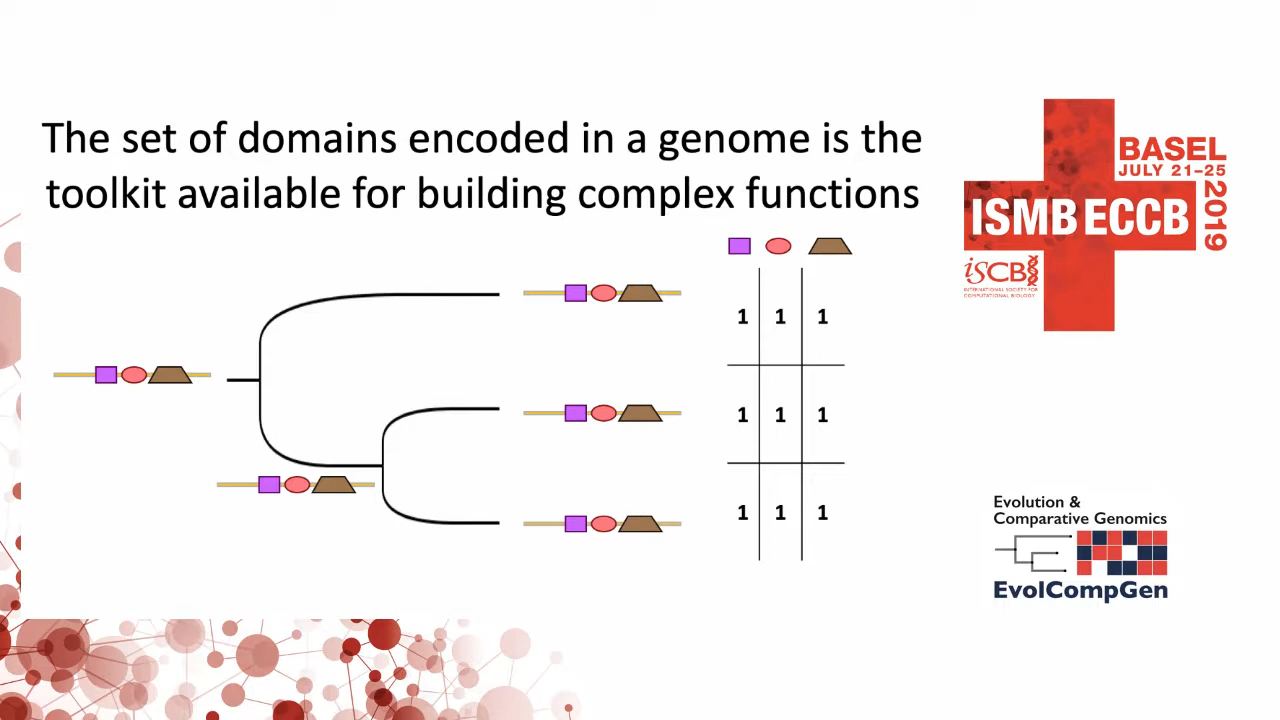 The set of domains encoded in a genome is the
toolkit available for building complex functions
1 1 1
1 1 1
1 1 1
BASEL
JULY 21–25
2019
ISMB ECCB
ISCB
INTERNATIONAL SOCIETY FOR
COMPUTATIONAL BIOLOGY
Evolution &
Comparative Genomics
EvolCompGen